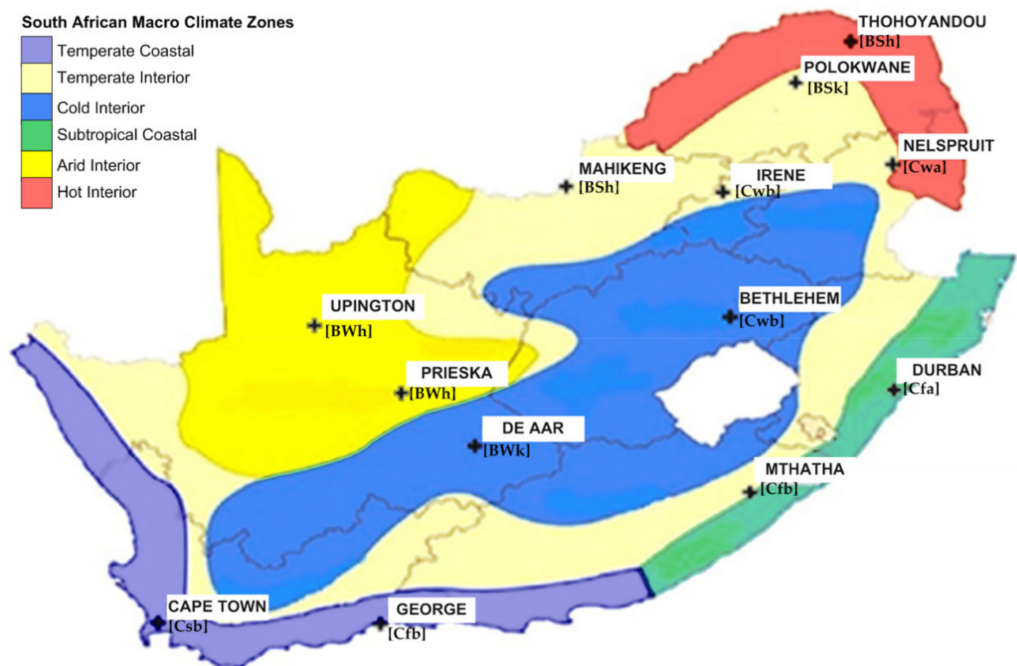 South African Macro Climate Zones
Temperate Coastal
Temperate Interior
Cold Interior
Subtropical Coastal
Arid Interior
Hot Interior
THOHOYANDOU
[BSh]
POLOKWANE
[BSk]
NELSPRUIT
[Cwa]
MAHIKENG
[BSh]
IRENE
[Cwb]
UPINGTON
[BWh]
BETHLEHEM
[Cwb]
PRIESKA
[BWh]
DURBAN
[Cfa]
DE AAR
[BWk]
MTHATHA
[Cfb]
CAPE TOWN
[Csb]
GEORGE
[Cfb]